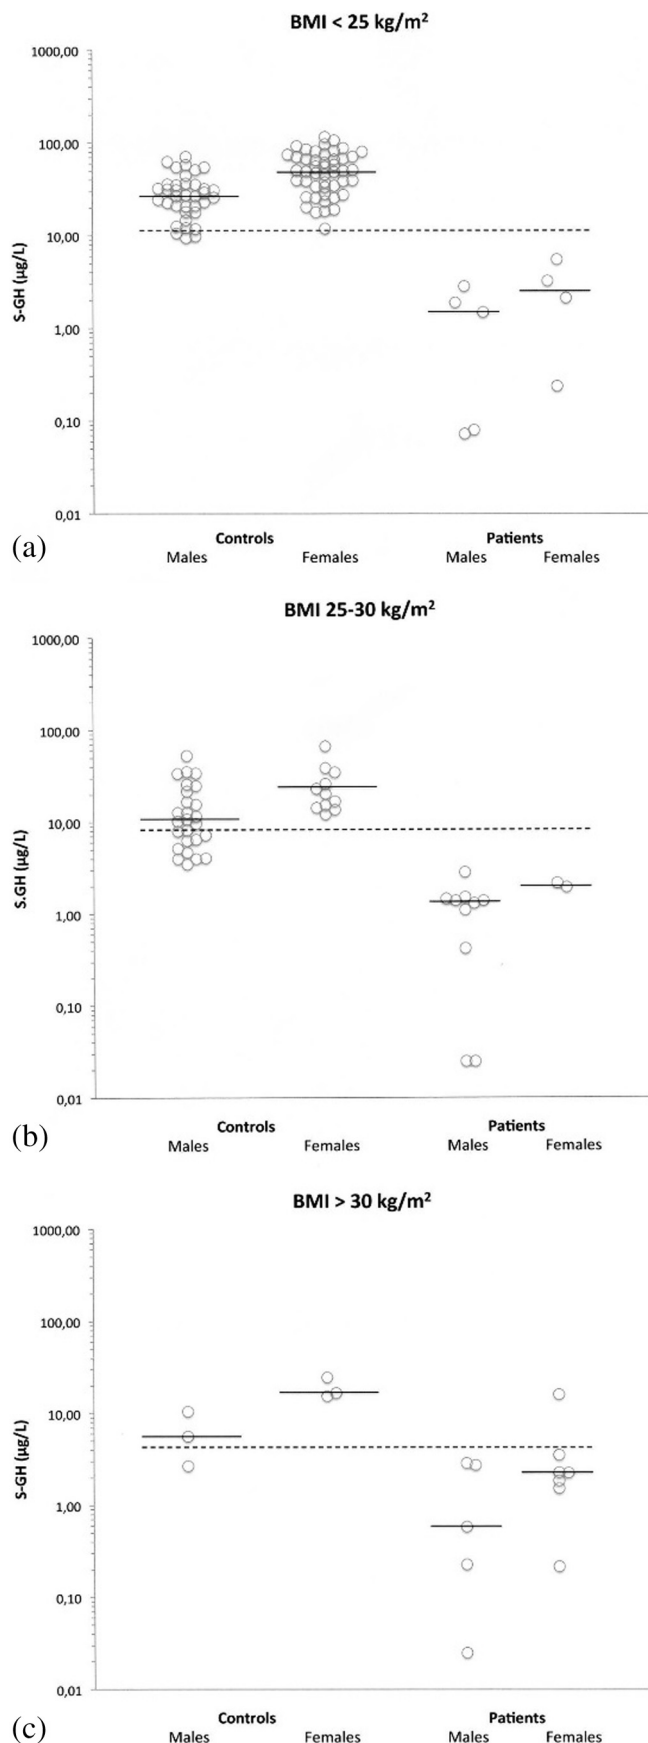 BMI < 25 kg/m²
1000,00
100,00
10,00
1,00
0,10
0,01
S-GH (µg/L)
Controls Patients
(a) Males Females Males Females
BMI 25-30 kg/m²
1000,00
100,00
10,00
1,00
0,10
0,01
S.GH (µg/L)
Controls Patients
(b) Males Females Males Females
BMI > 30 kg/m²
1000,00
100,00
10,00
1,00
0,10
0,01
S-GH (µg/L)
Controls Patients
(c) Males Females Males Females